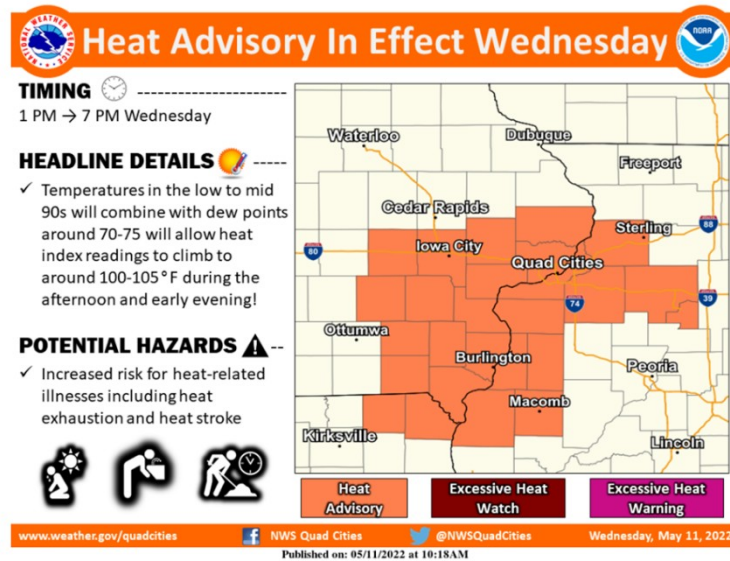 Heat Advisory In Effect Wednesday
NATIONAL WEATHER SERVICE
NOAA
TIMING
1 PM → 7 PM Wednesday
HEADLINE DETAILS
✓ Temperatures in the low to mid
90s will combine with dew points
around 70-75 will allow heat
index readings to climb to
around 100-105°F during the
afternoon and early evening!
POTENTIAL HAZARDS
✓ Increased risk for heat-related
illnesses including heat
exhaustion and heat stroke
Waterloo
Dubuque
Freeport
Cedar Rapids
Sterling
88
Iowa City
80
Quad Cities
39
74
Ottumwa
Burlington
Peoria
Macomb
Kirksville
Lincoln
Heat
Advisory
Excessive Heat
Watch
Excessive Heat
Warning
www.weather.gov/quadcities
NWS Quad Cities
@NWSQuadCities
Wednesday, May 11, 2022
Published on: 05/11/2022 at 10:18AM